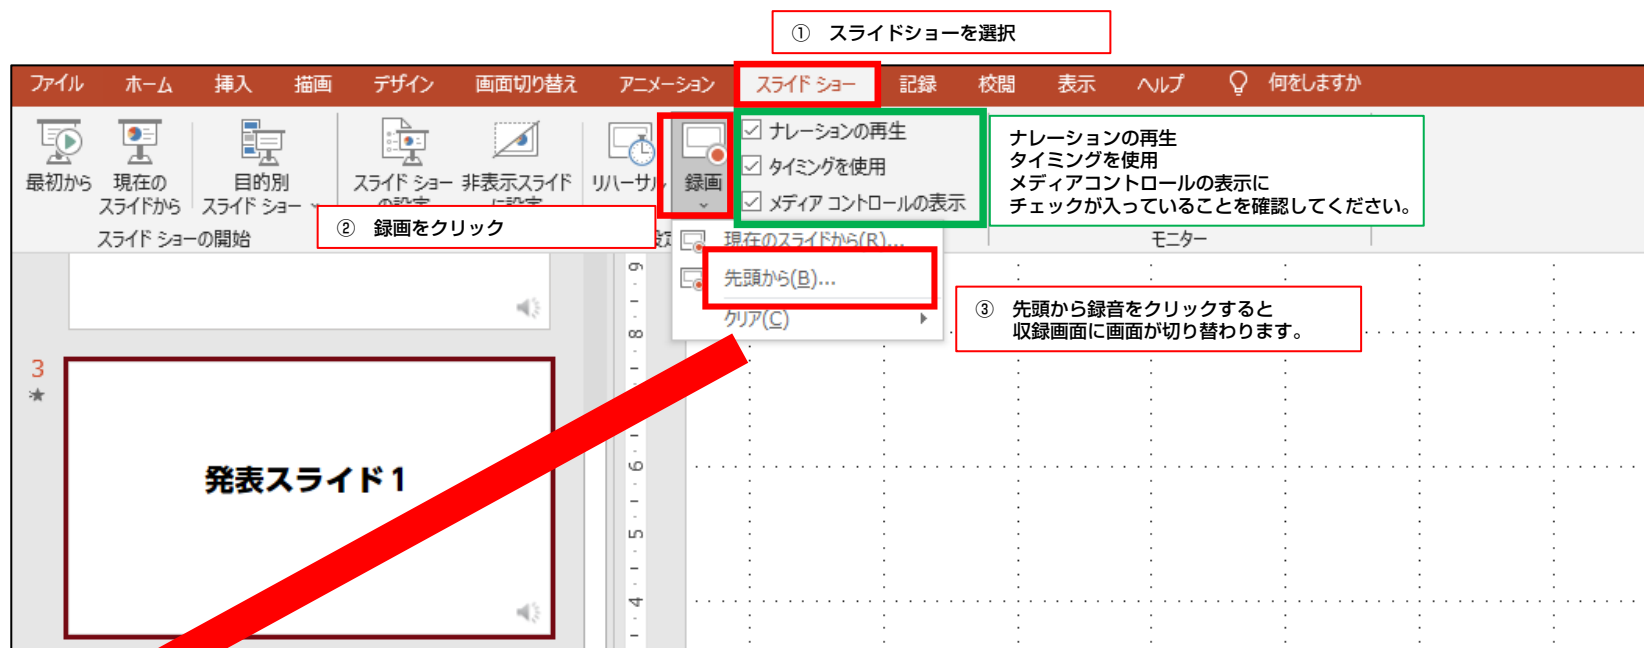 ① スライドショーを選択
ファイル ホーム 挿入 描画 デザイン 画面切り替え アニメーション スライド ショー 記録 校閲 表示 ヘルプ 何をしますか
最初から
現在の
スライドから
目的別
スライド ショー
スライド ショー
非表示スライド
リハーサル
録画
✓ ナレーションの再生
✓ タイミングを使用
✓ メディア コントロールの表示
ナレーションの再生
タイミングを使用
メディアコントロールの表示に
チェックが入っていることを確認してください。
② 録画をクリック
スライド ショーの開始
モニター
現在のスライドから(R)...
先頭から(B)...
クリア(C)
③ 先頭から録音をクリックすると
収録画面に画面が切り替わります。
3
発表スライド1
9
8
6
5
4